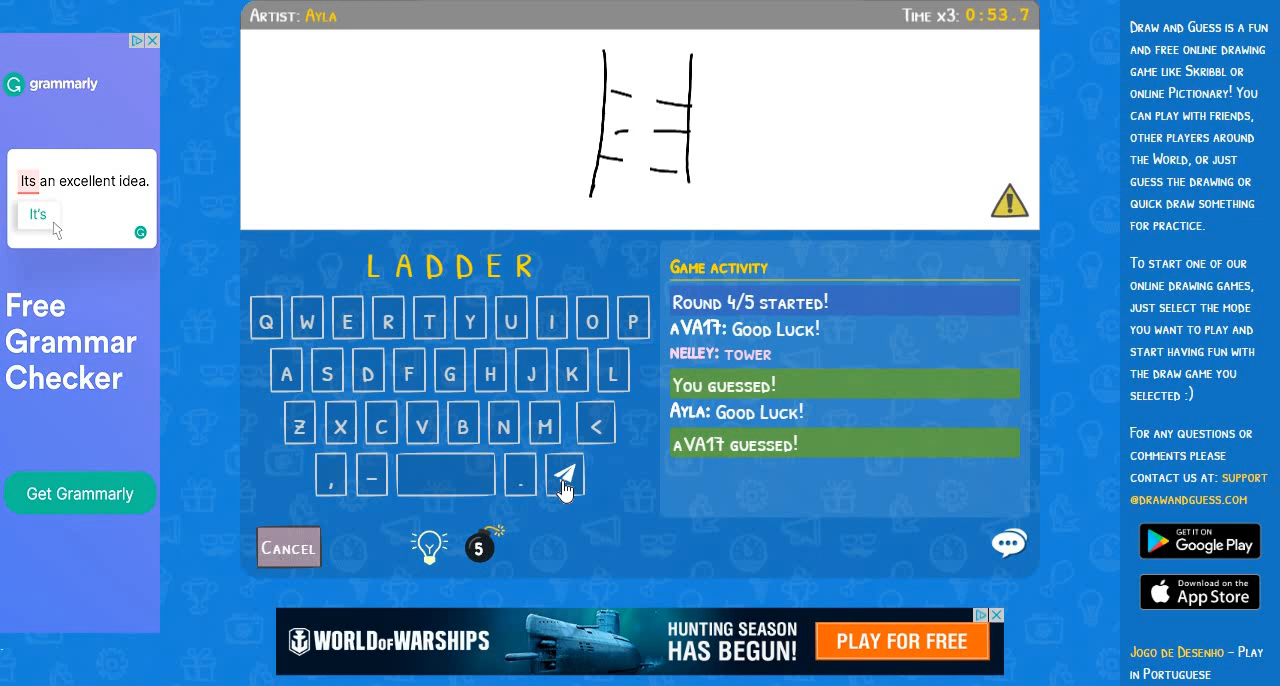 Artist: Ayla
Time x3: 0:53.7
grammarly
Its an excellent idea.
It's
Free
Grammar
Checker
Get Grammarly
LADDER
Q W E R T Y U I O P
A S D F G H J K L
Z X C V B N M <
, - .
Cancel
5
Game activity
Round 4/5 started!
aVA17: Good Luck!
Nelley: tower
You guessed!
Ayla: Good Luck!
aVA17 guessed!
World of Warships
HUNTING SEASON
HAS BEGUN!
PLAY FOR FREE
Draw and Guess is a fun
and free online drawing
game like Skribbl or
online Pictionary! You
can play with friends,
other players around
the World, or just
guess the drawing or
quick draw something
for practice.
To start one of our
online drawing games,
just select the mode
you want to play and
start having fun with
the draw game you
selected :)
For any questions or
comments please
contact us at: support
@drawandguess.com
GET IT ON
Google Play
Download on the
App Store
Jogo de Desenho - Play
in Portuguese